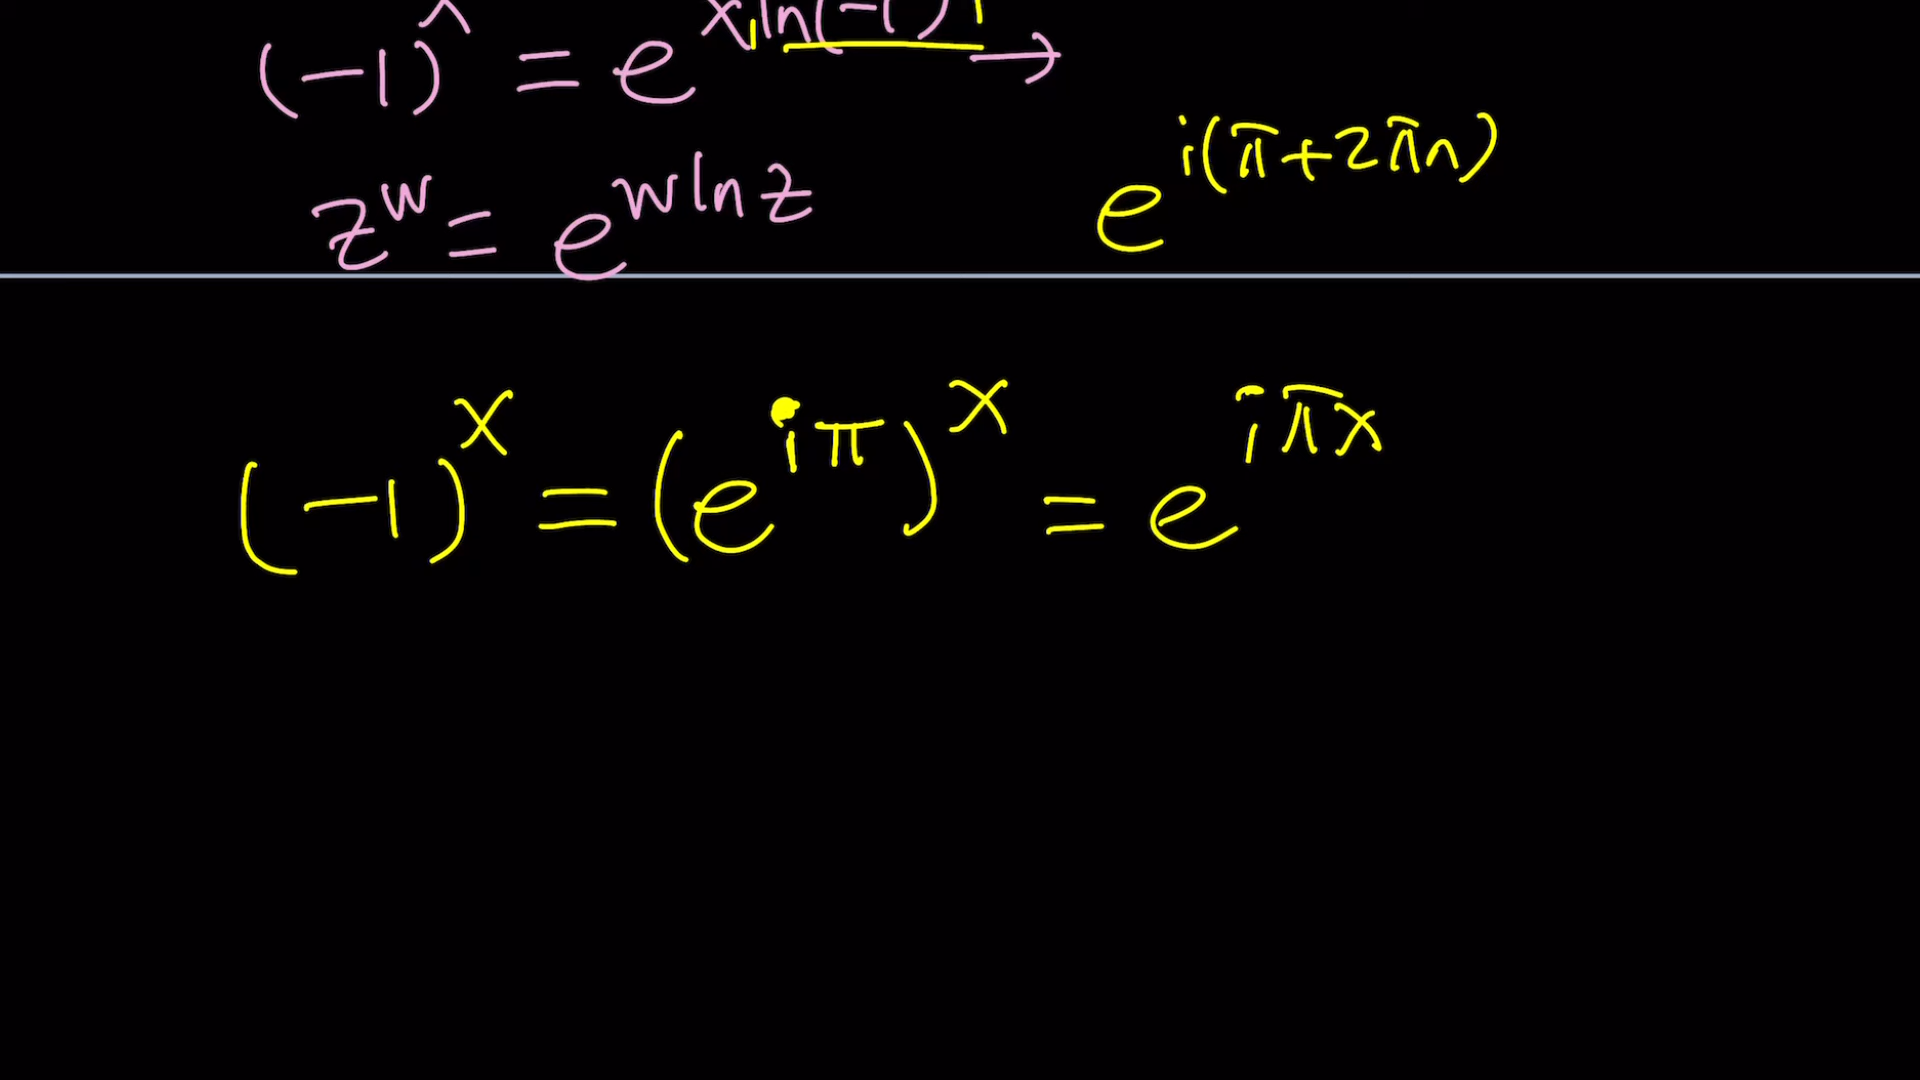 (-1)^x = e^{x ln(-1)} →
e^{i(π+2πn)}
z^w = e^{w ln z}
(-1)^x = (e^{iπ})^x = e^{iπx}